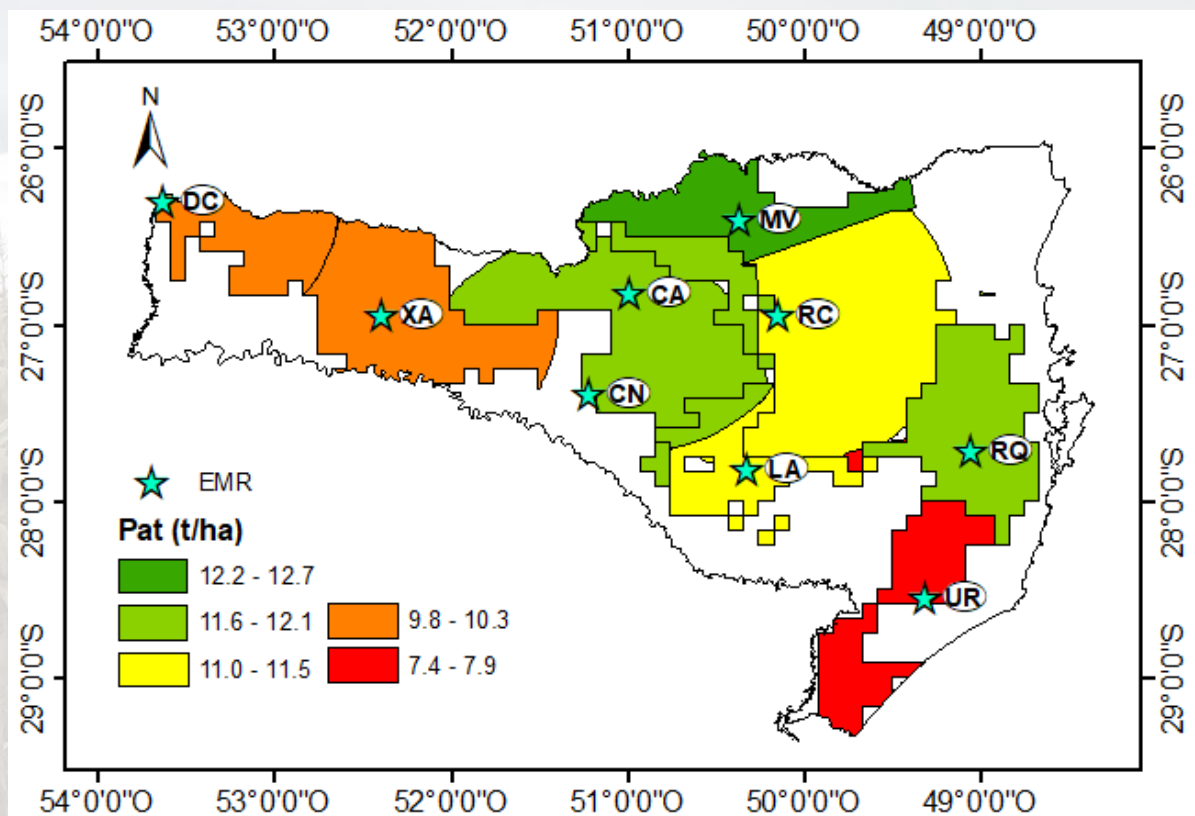 54°0'0"O 53°0'0"O 52°0'0"O 51°0'0"O 50°0'0"O 49°0'0"O
N
26°0'0"S 26°0'0"S
DC
MV
CA
XA
RC
27°0'0"S 27°0'0"S
CN
RQ
LA
EMR
28°0'0"S 28°0'0"S
Pat (t/ha)
12.2 - 12.7
UR
11.6 - 12.1 9.8 - 10.3
11.0 - 11.5 7.4 - 7.9
29°0'0"S 29°0'0"S
54°0'0"O 53°0'0"O 52°0'0"O 51°0'0"O 50°0'0"O 49°0'0"O